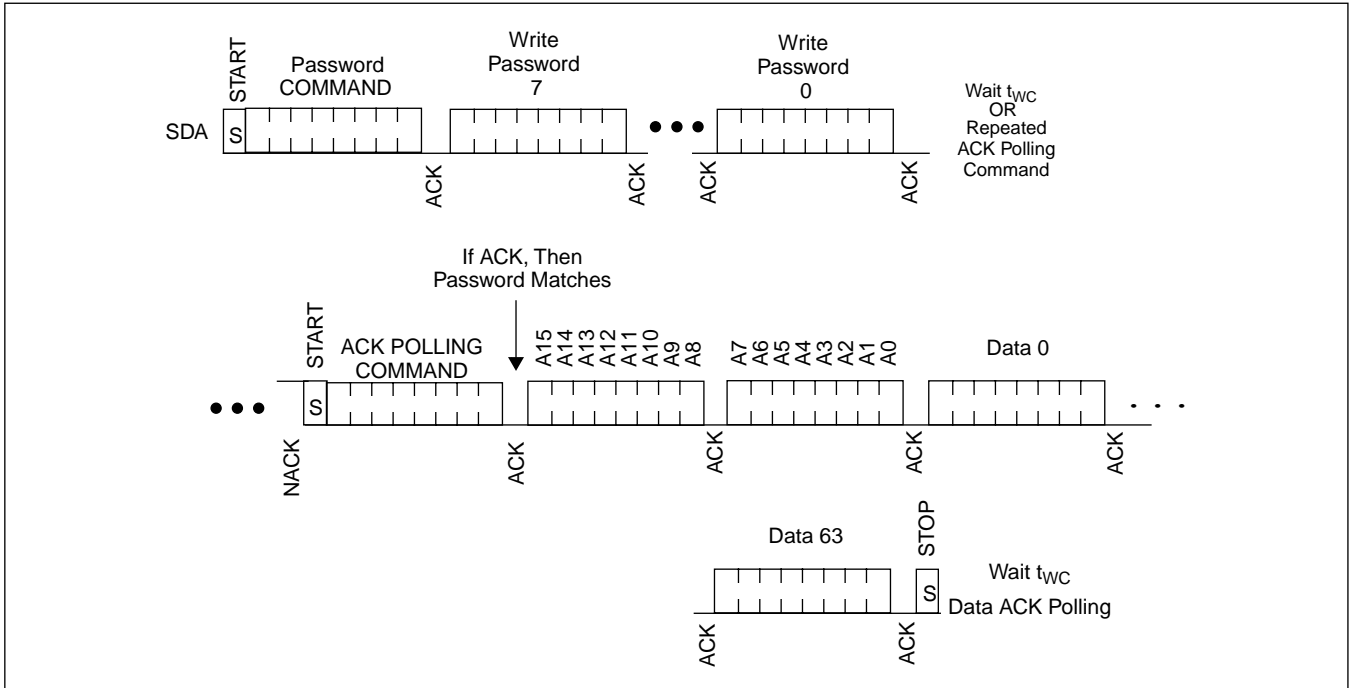 START
Password
COMMAND
Write
Password
7
Write
Password
0
Wait tWC
OR
Repeated
ACK Polling
Command
SDA
S
ACK
ACK
ACK
ACK
If ACK, Then
Password Matches
START
ACK POLLING
COMMAND
A15
A14
A13
A12
A11
A10
A9
A8
A7
A6
A5
A4
A3
A2
A1
A0
Data 0
S
NACK
ACK
ACK
ACK
ACK
Data 63
STOP
S
Wait tWC
Data ACK Polling
ACK
ACK